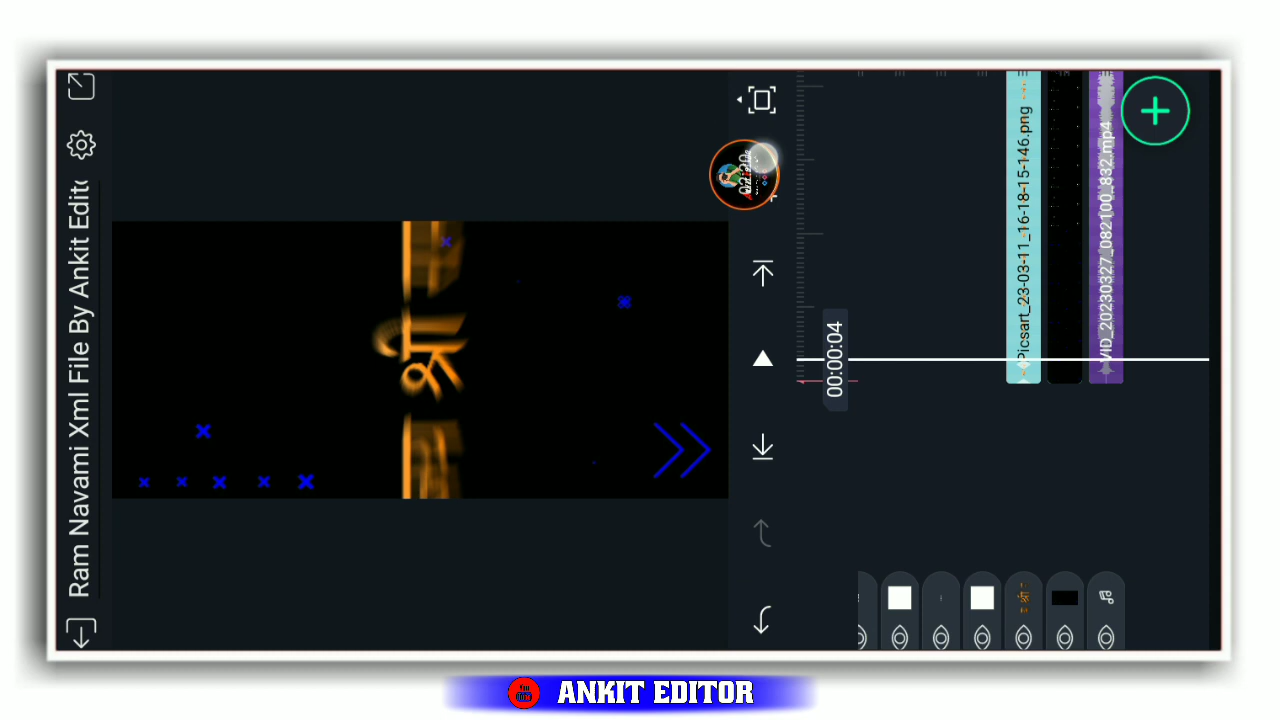 Ram Navami Xml File By Ankit Edito
श्री
00:00:04
Picsart_23-03-11_16-18-15-146.png
VID_20230327_082100_832.mp4
श्री
ANKIT EDITOR